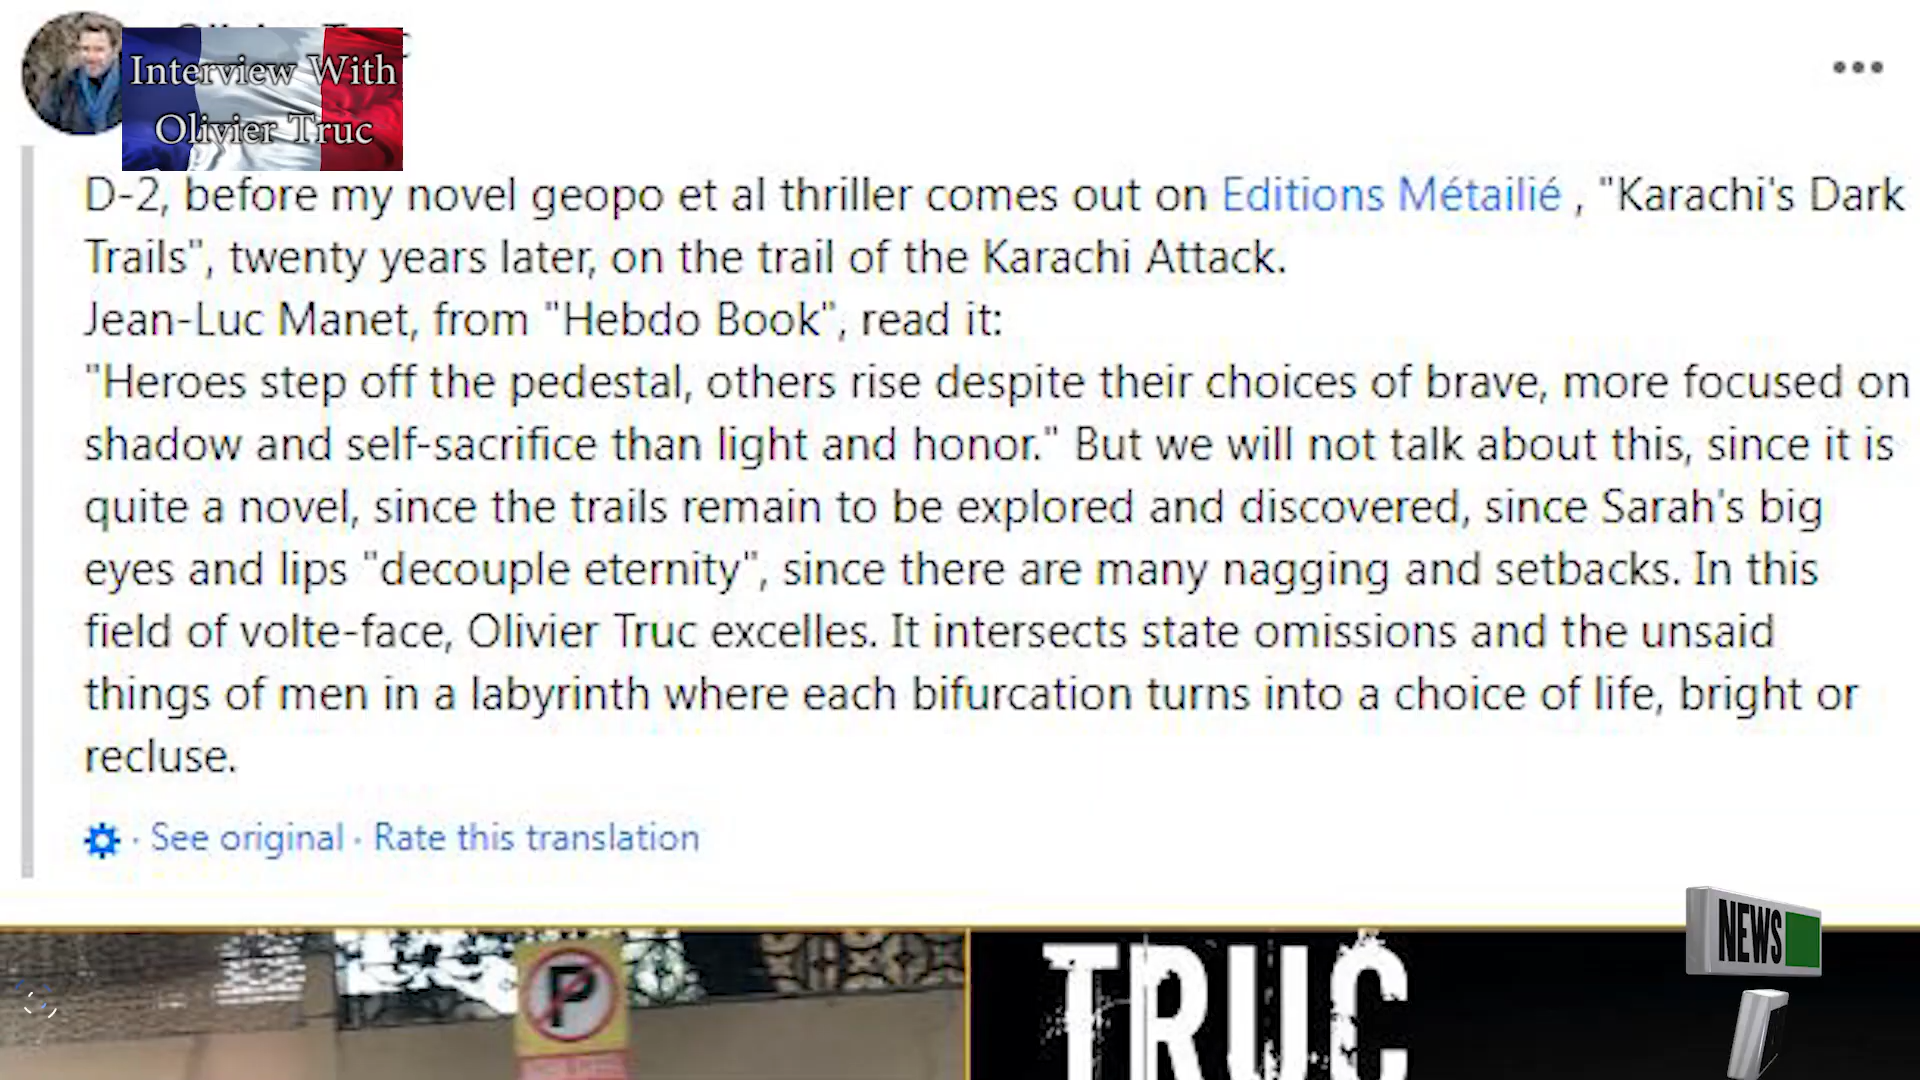 Interview With
Olivier Truc
D-2, before my novel geopo et al thriller comes out on Editions Métailié , "Karachi's Dark
Trails", twenty years later, on the trail of the Karachi Attack.
Jean-Luc Manet, from "Hebdo Book", read it:
"Heroes step off the pedestal, others rise despite their choices of brave, more focused on
shadow and self-sacrifice than light and honor." But we will not talk about this, since it is
quite a novel, since the trails remain to be explored and discovered, since Sarah's big
eyes and lips "decouple eternity", since there are many nagging and setbacks. In this
field of volte-face, Olivier Truc excelles. It intersects state omissions and the unsaid
things of men in a labyrinth where each bifurcation turns into a choice of life, bright or
recluse.
· See original · Rate this translation
NEWS
P
TRUC